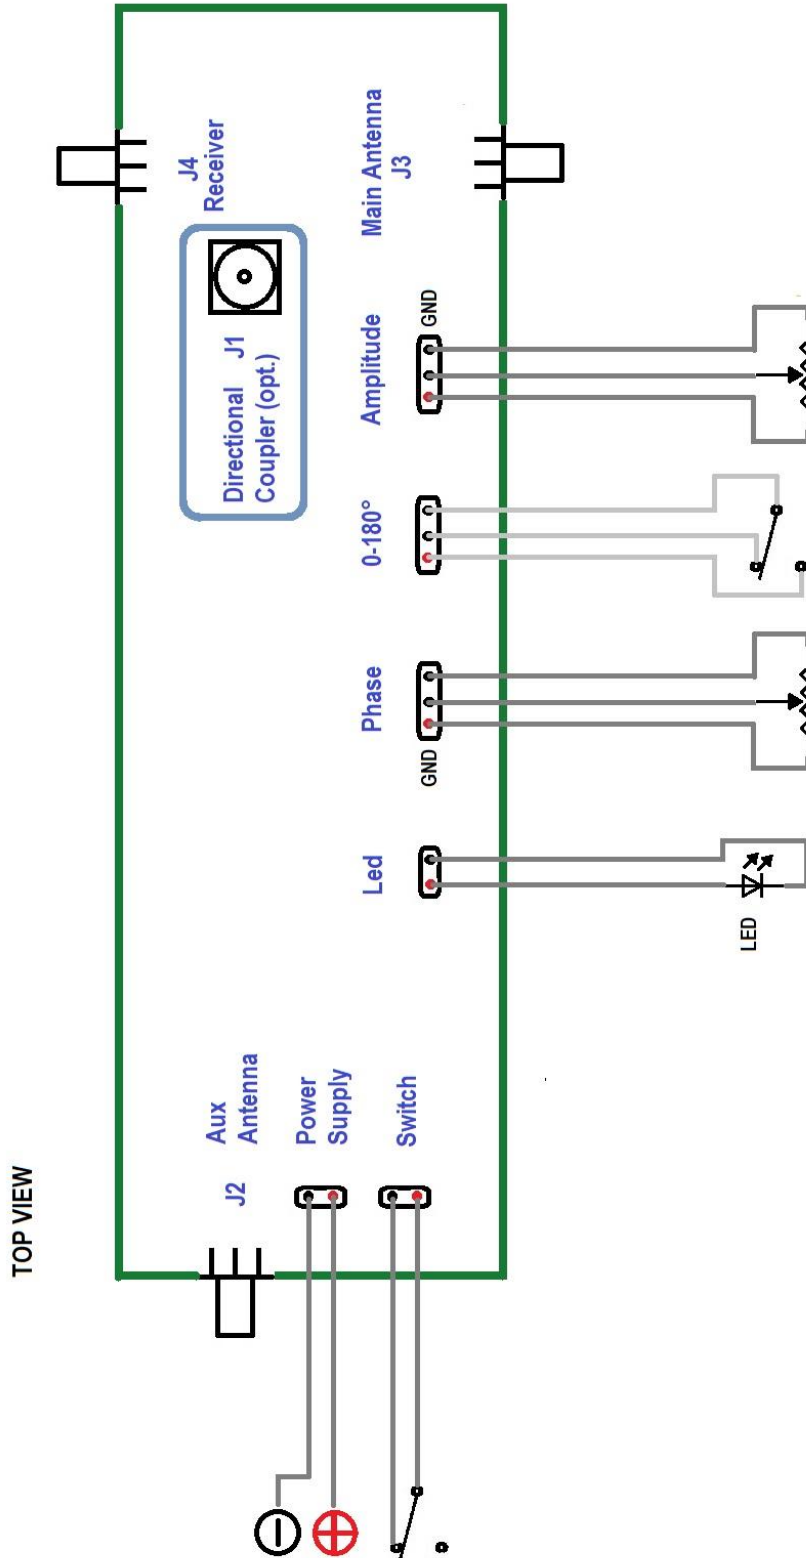 TOP VIEW
J4
Receiver
Main Antenna
J3
Directional J1
Coupler (opt.)
Amplitude
GND
0-180°
Phase
GND
Led
LED
Aux
Antenna
J2
Power
Supply
Switch